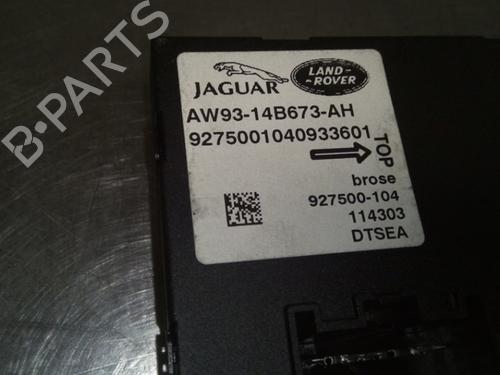 JAGUAR
LAND-
ROVER
AW93-14B673-AH
9275001040933601
TOP
brose
927500-104
114303
DTSEA
B-PARTS